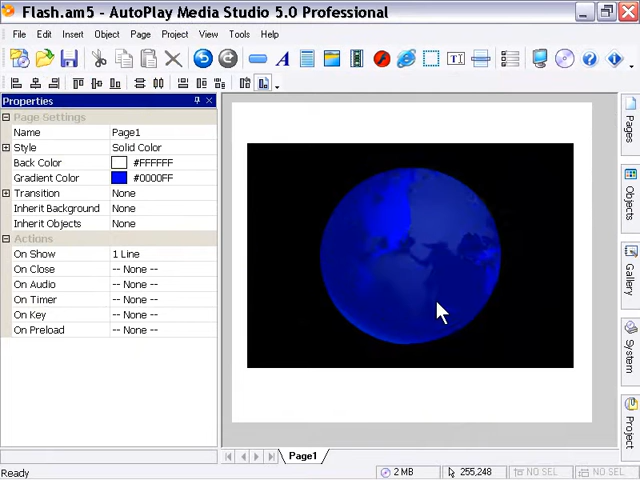 Flash.am5 - AutoPlay Media Studio 5.0 Professional
File Edit Insert Object Page Project View Tools Help
Properties
Page Settings
Name Page1
Style Solid Color
Back Color #FFFFFF
Gradient Color #0000FF
Transition None
Inherit Background None
Inherit Objects None
Actions
On Show 1 Line
On Close -- None --
On Audio -- None --
On Timer -- None --
On Key -- None --
On Preload -- None --
Pages
Objects
Gallery
System
Project
Page1
Ready
2 MB
255,248
NO SEL
NO SEL